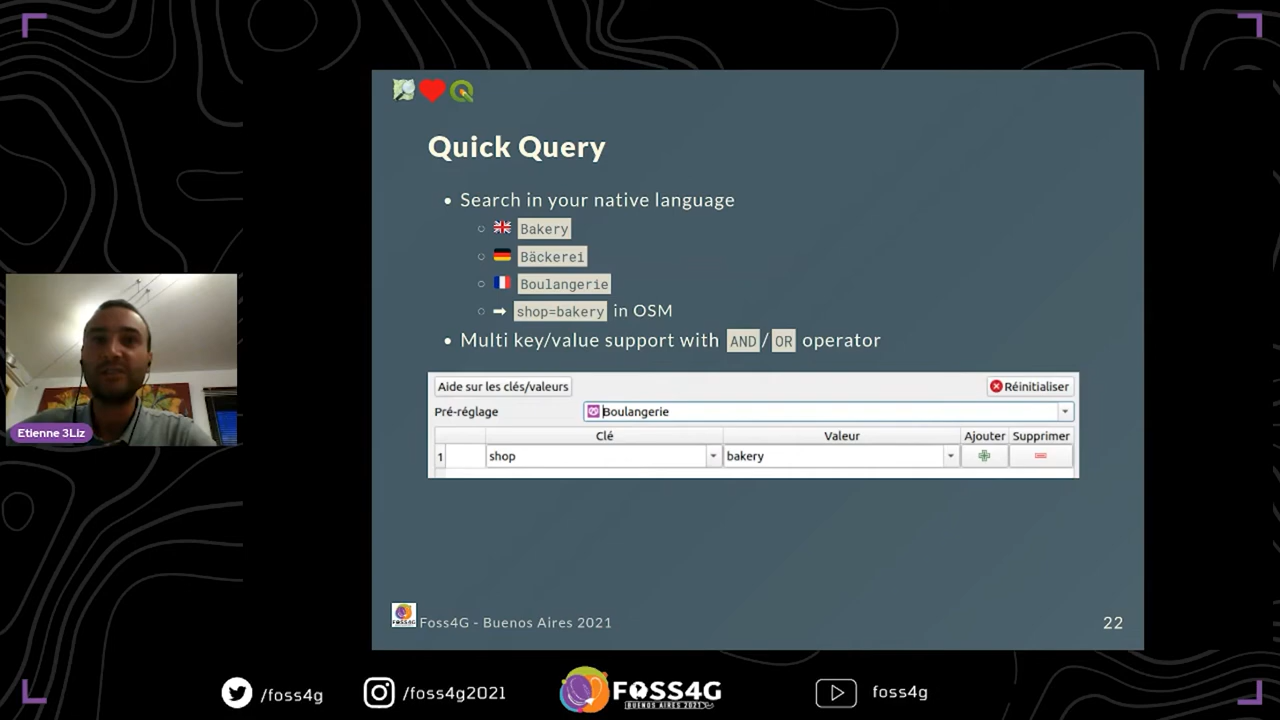 Quick Query
Search in your native language
Bakery
Bäckerei
Boulangerie
shop=bakery in OSM
Multi key/value support with AND/OR operator
Aide sur les clés/valeurs
Réinitialiser
Pré-réglage
Boulangerie
Clé Valeur Ajouter Supprimer
1 shop bakery
Etienne 3Liz
FOSS4G
Foss4G - Buenos Aires 2021
22
/foss4g
/foss4g2021
FOSS4G
BUENOS AIRES 2021
foss4g